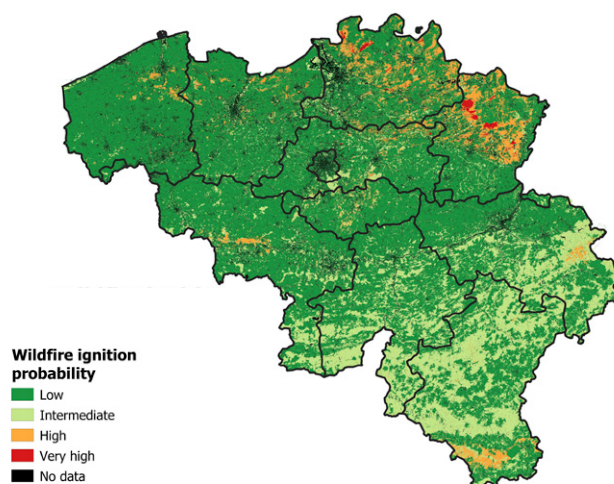 Wildfire ignition
probability
Low
Intermediate
High
Very high
No data